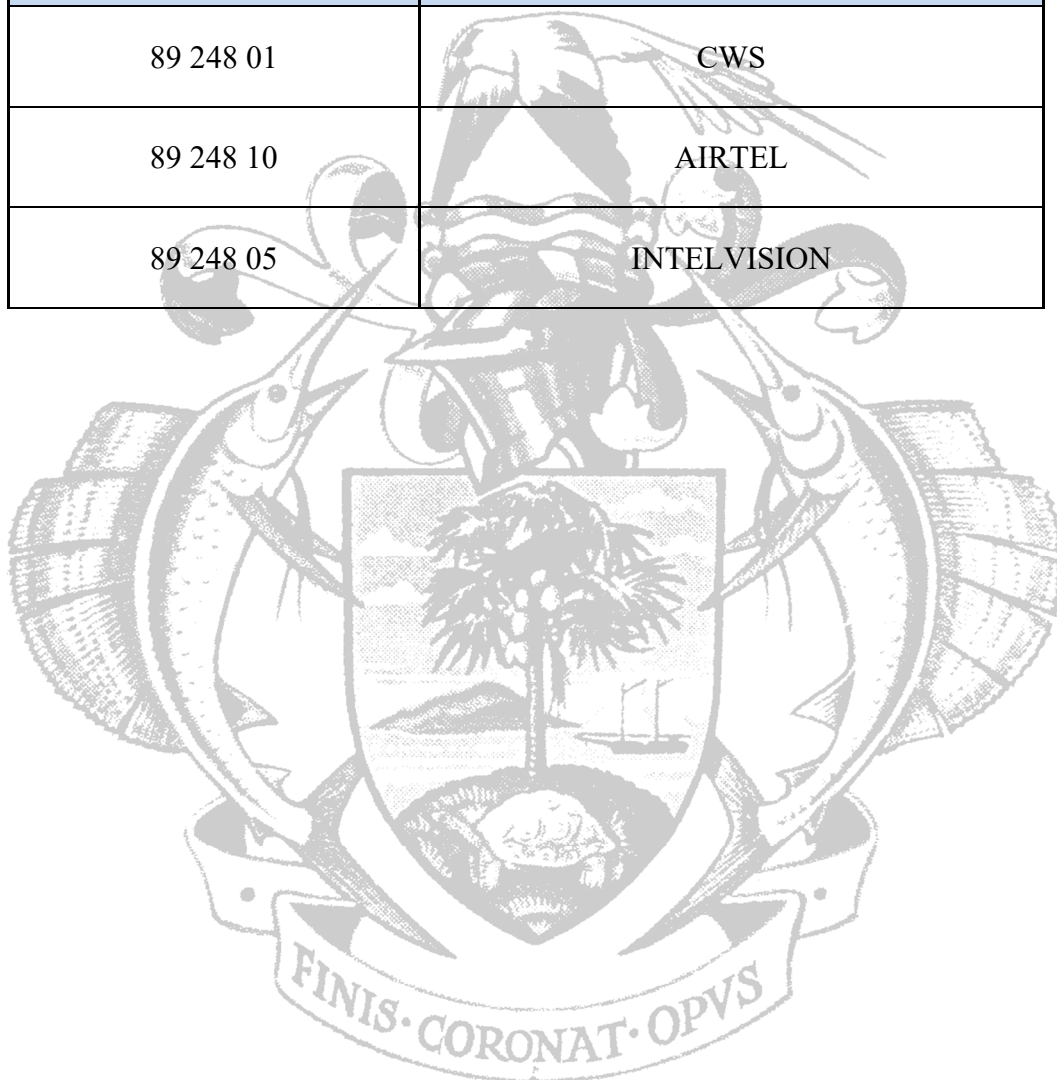 89 248 01 CWS
89 248 10 AIRTEL
89 248 05 INTELVISION
FINIS·CORONAT·OPVS